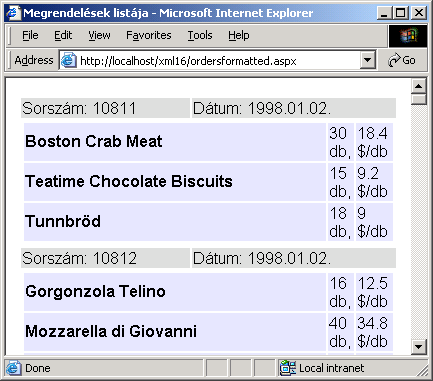 Megrendelések listája - Microsoft Internet Explorer
File Edit View Favorites Tools Help
Address http://localhost/xml16/ordersformatted.aspx Go
Sorszám: 10811 Dátum: 1998.01.02.
Boston Crab Meat 30 db, 18.4 $/db
Teatime Chocolate Biscuits 15 db, 9.2 $/db
Tunnbröd 18 db, 9 $/db
Sorszám: 10812 Dátum: 1998.01.02.
Gorgonzola Telino 16 db, 12.5 $/db
Mozzarella di Giovanni 40 db, 34.8 $/db
Done Local intranet